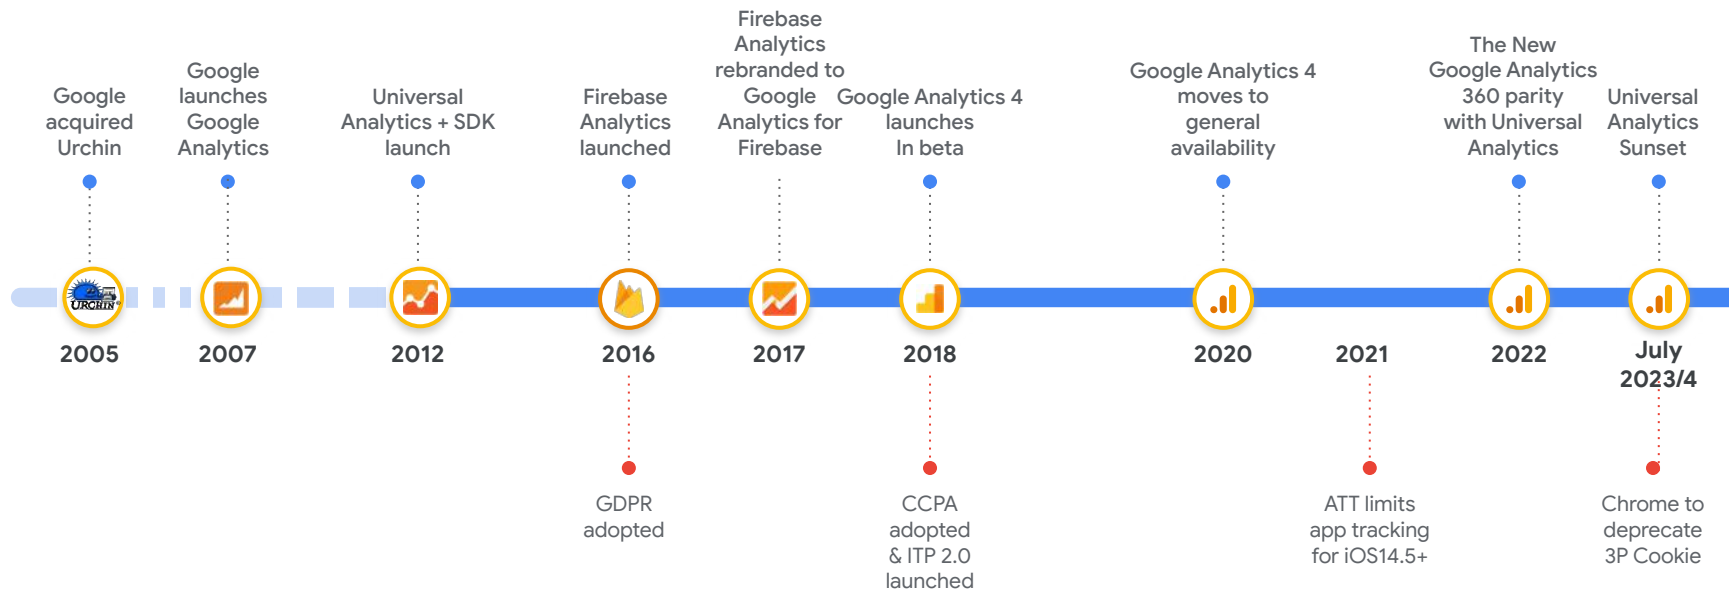 Google
acquired
Urchin
Google
launches
Google
Analytics
Universal
Analytics + SDK
launch
Firebase
Analytics
launched
Firebase
Analytics
rebranded to
Google
Analytics for
Firebase
Google Analytics 4
launches
In beta
Google Analytics 4
moves to
general
availability
The New
Google Analytics
360 parity
with Universal
Analytics
Universal
Analytics
Sunset
URCHIN
2005
2007
2012
2016
2017
2018
2020
2021
2022
July
2023/4
GDPR
adopted
CCPA
adopted
& ITP 2.0
launched
ATT limits
app tracking
for iOS14.5+
Chrome to
deprecate
3P Cookie